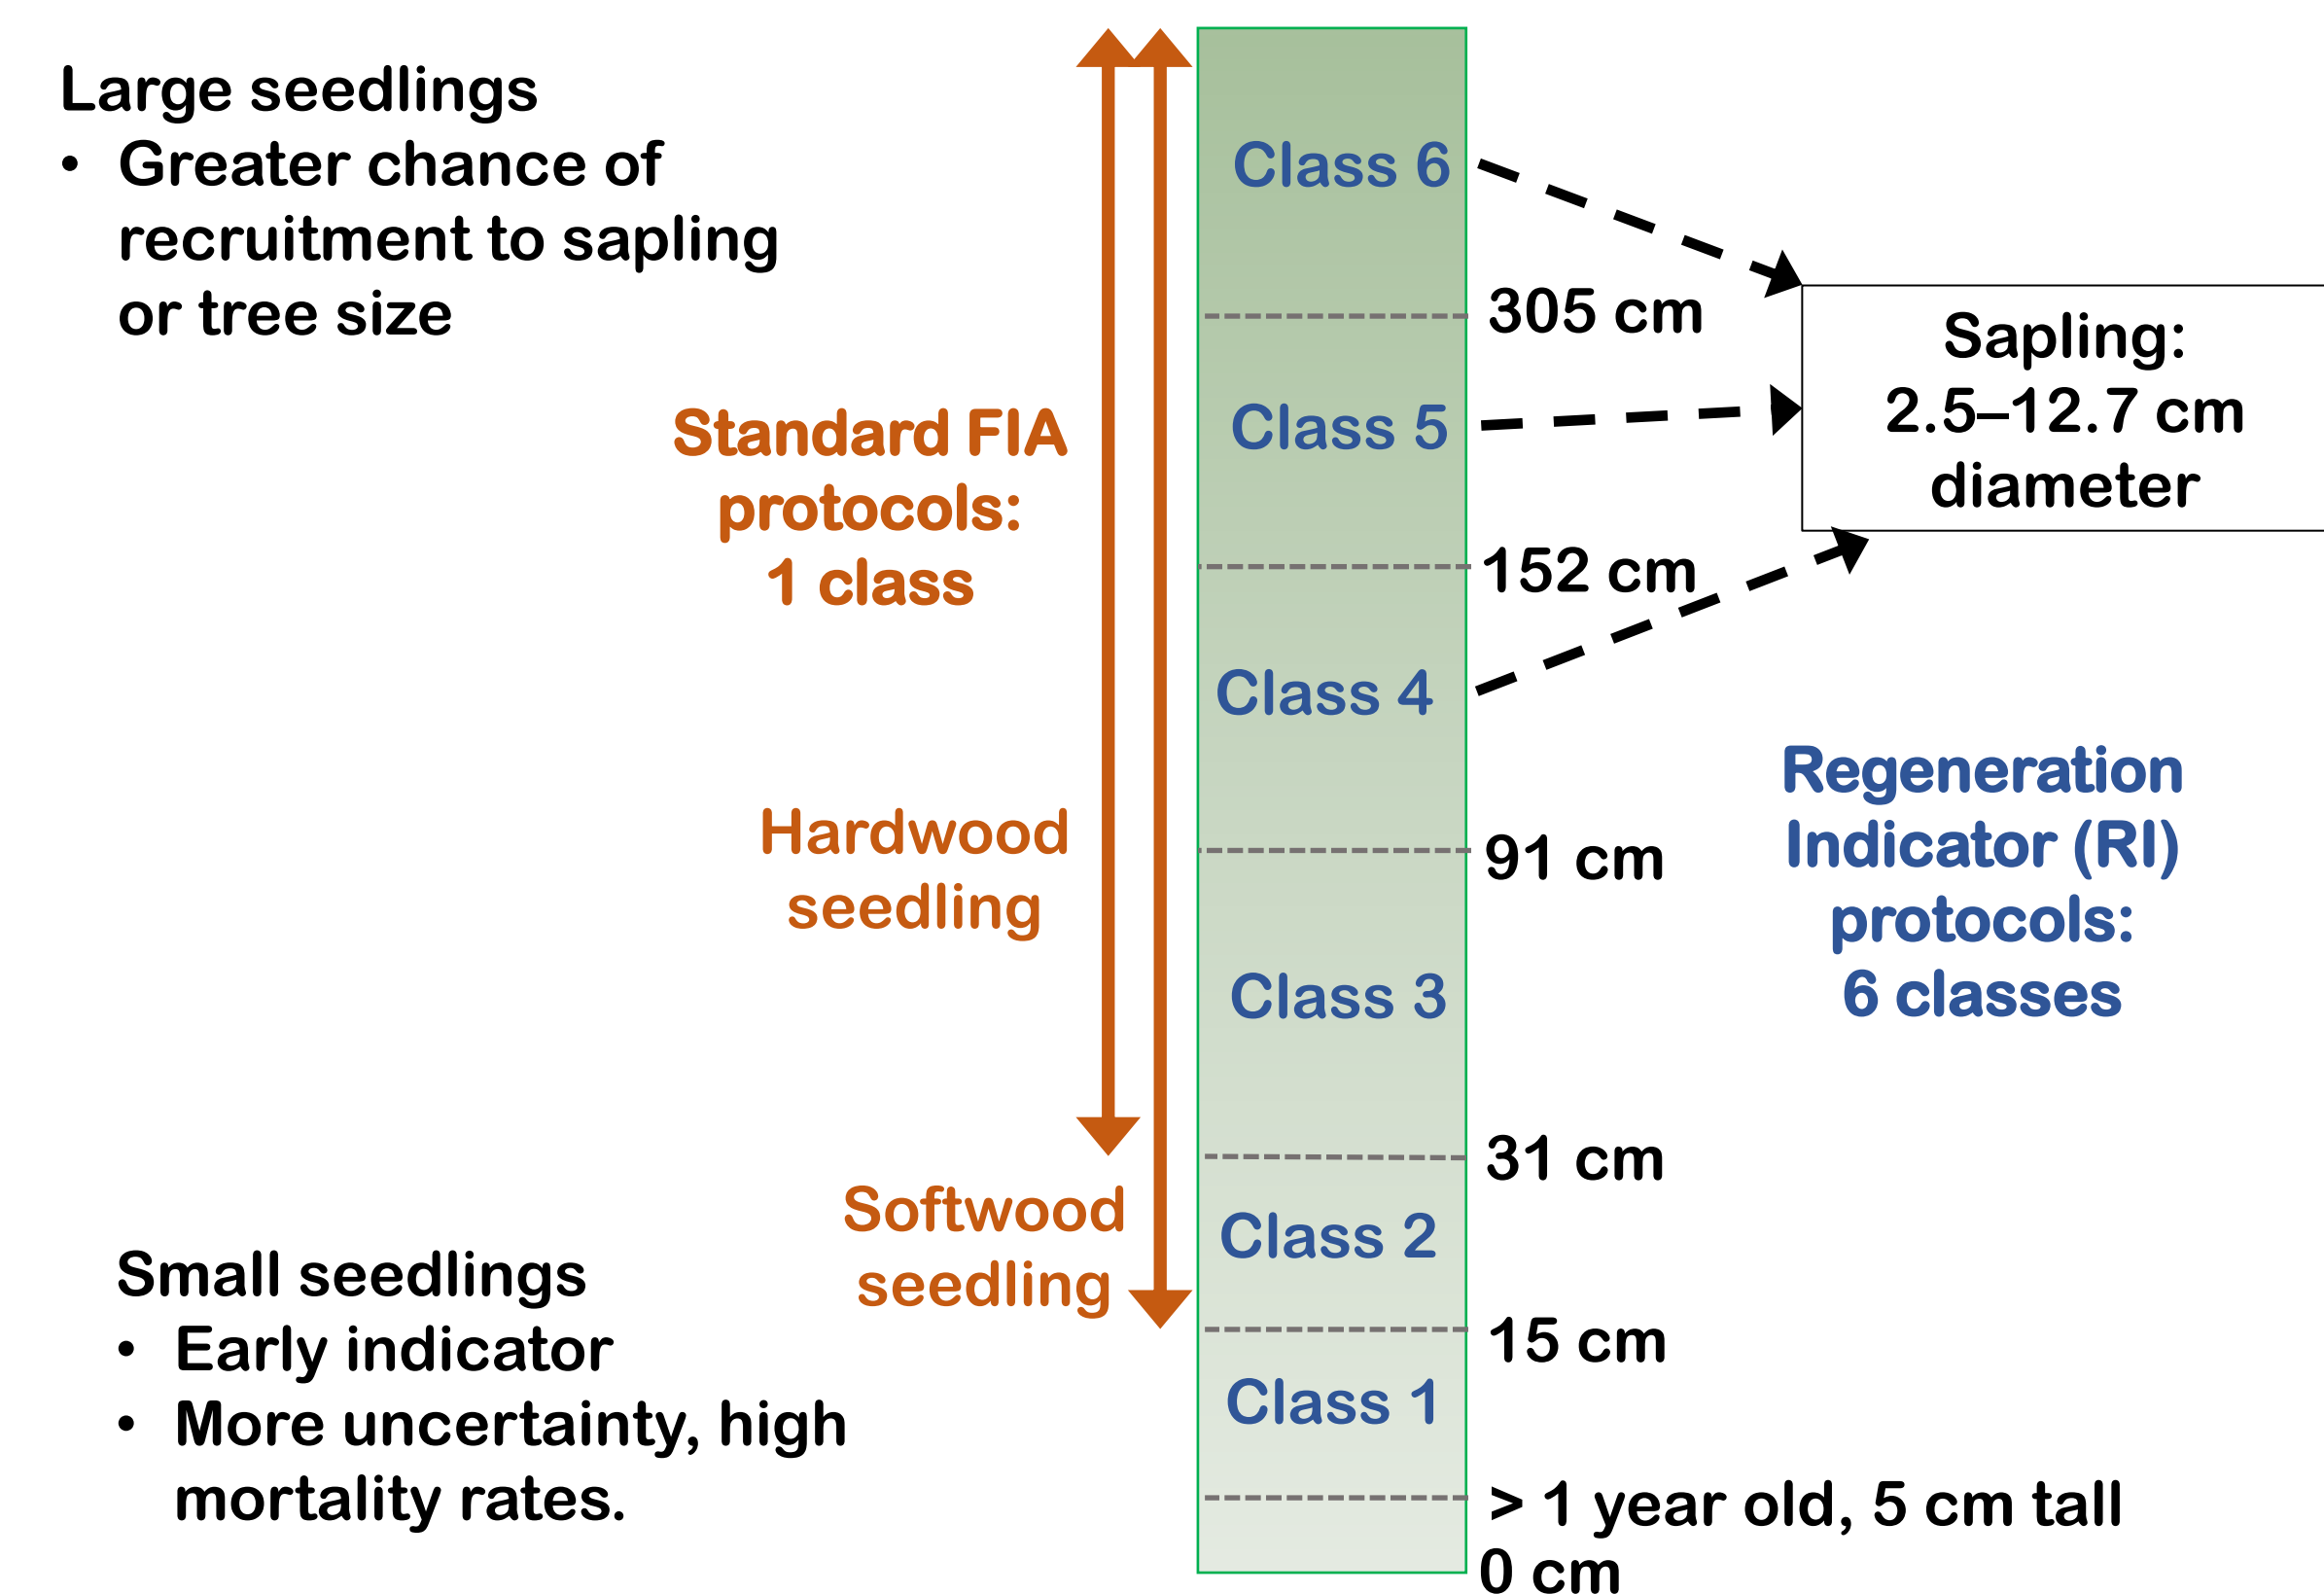 Large seedlings
• Greater chance of
recruitment to sapling
or tree size
Standard FIA
protocols:
1 class
Hardwood
seedling
Softwood
seedling
Small seedlings
• Early indicator
• More uncertainty, high
mortality rates.
Class 6
Class 5
Class 4
Class 3
Class 2
Class 1
305 cm
152 cm
91 cm
31 cm
15 cm
> 1 year old, 5 cm tall
0 cm
Sapling:
2.5–12.7 cm
diameter
Regeneration
Indicator (RI)
protocols:
6 classes